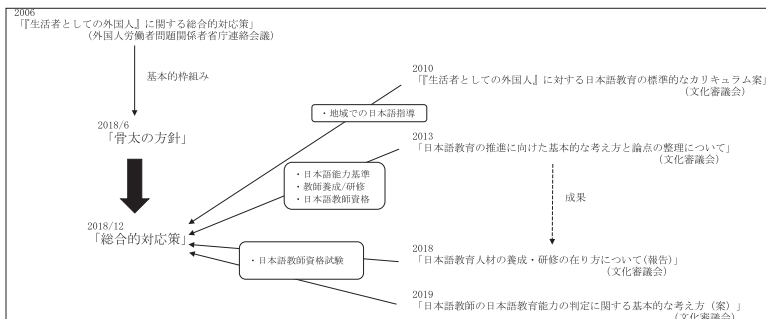 2006
「『生活者としての外国人』に関する総合的対応策」
(外国人労働者問題関係者省庁連絡会議)
基本的枠組み
2018/6
「骨太の方針」
2018/12
「総合的対応策」
2010
「『生活者としての外国人』に対する日本語教育の標準的なカリキュラム案」
(文化審議会)
・地域での日本語指導
2013
「日本語教育の推進に向けた基本的な考え方と論点の整理について」
(文化審議会)
・日本語能力基準
・教師養成/研修
・日本語教師資格
成果
2018
「日本語教育人材の養成・研修の在り方について(報告)」
(文化審議会)
・日本語教師資格試験
2019
「日本語教師の日本語教育能力の判定に関する基本的な考え方（案）」
(文化審議会)